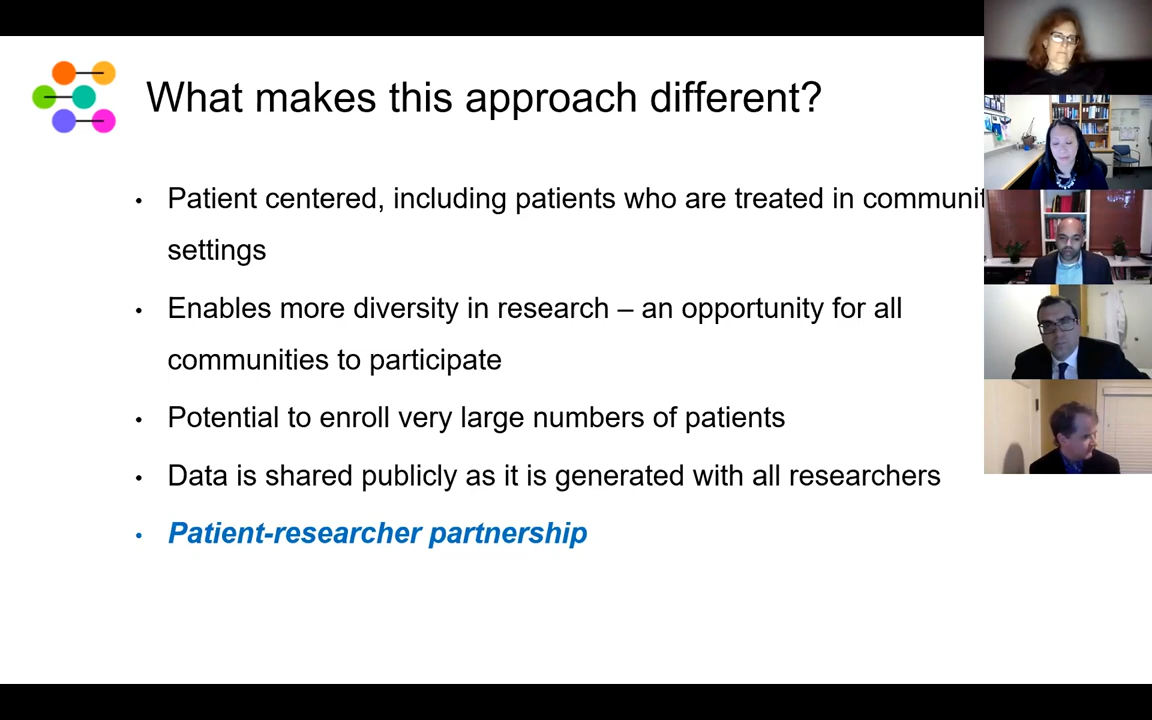 What makes this approach different?
• Patient centered, including patients who are treated in communit
settings
• Enables more diversity in research – an opportunity for all
communities to participate
• Potential to enroll very large numbers of patients
• Data is shared publicly as it is generated with all researchers
• Patient-researcher partnership